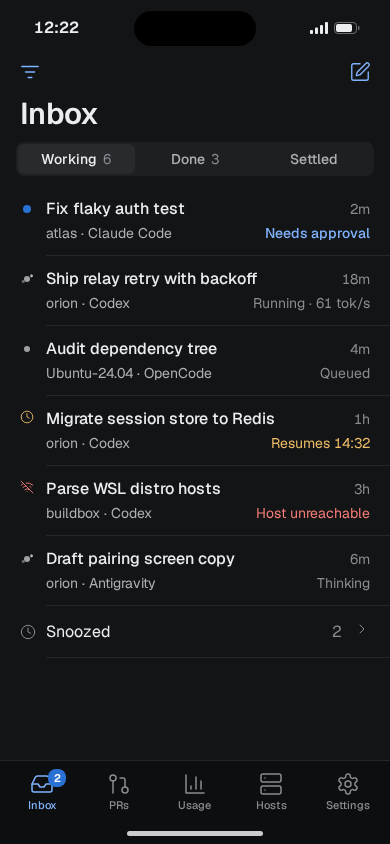 12:22
Inbox
Working 6
Done 3
Settled
Fix flaky auth test 2m
atlas · Claude Code Needs approval
Ship relay retry with backoff 18m
orion · Codex Running · 61 tok/s
Audit dependency tree 4m
Ubuntu-24.04 · OpenCode Queued
Migrate session store to Redis 1h
orion · Codex Resumes 14:32
Parse WSL distro hosts 3h
buildbox · Codex Host unreachable
Draft pairing screen copy 6m
orion · Antigravity Thinking
Snoozed 2
2
Inbox
PRs
Usage
Hosts
Settings